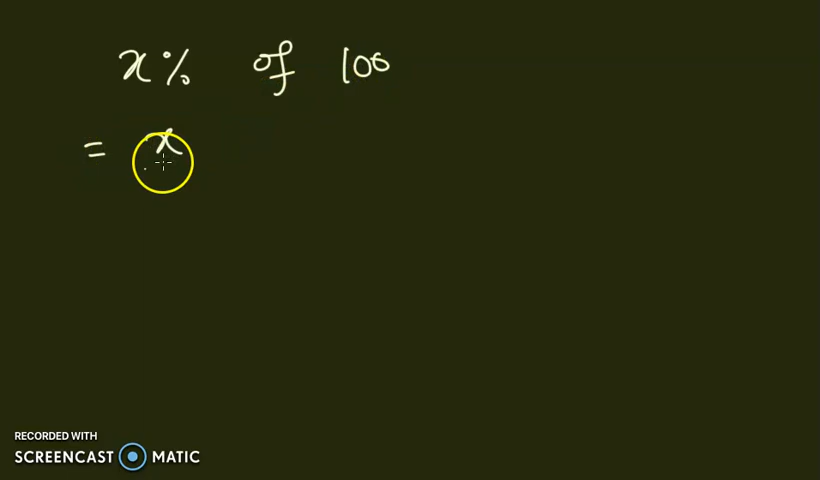 x% of 100
= x
RECORDED WITH
SCREENCAST MATIC